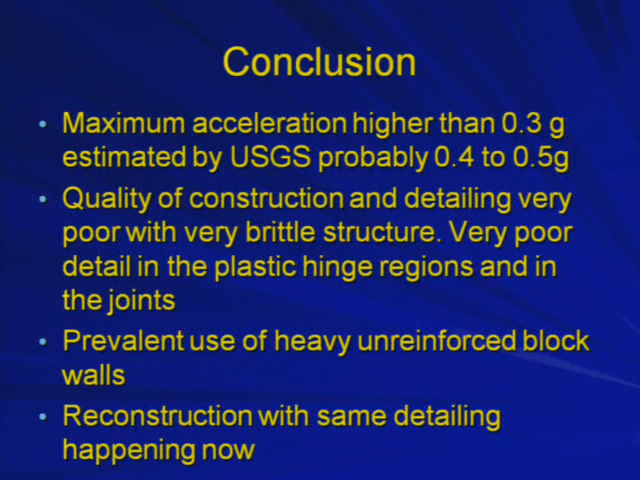 Conclusion
• Maximum acceleration higher than 0.3 g
estimated by USGS probably 0.4 to 0.5g
• Quality of construction and detailing very
poor with very brittle structure. Very poor
detail in the plastic hinge regions and in
the joints
• Prevalent use of heavy unreinforced block
walls
• Reconstruction with same detailing
happening now